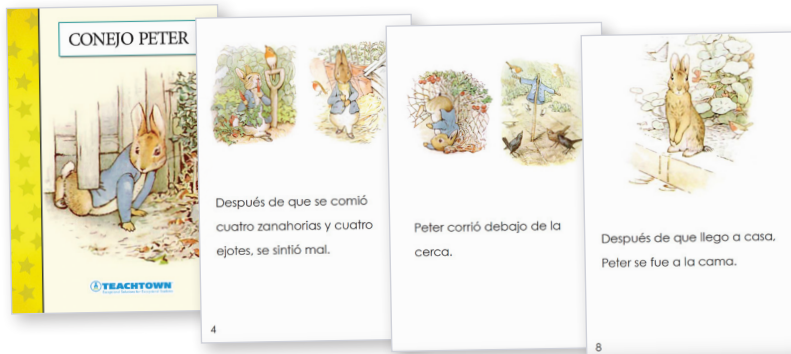 CONEJO PETER
TEACHTOWN
Después de que se comió
cuatro zanahorias y cuatro
ejotes, se sintió mal.
4
Peter corrió debajo de la
cerca.
Después de que llego a casa,
Peter se fue a la cama.
8